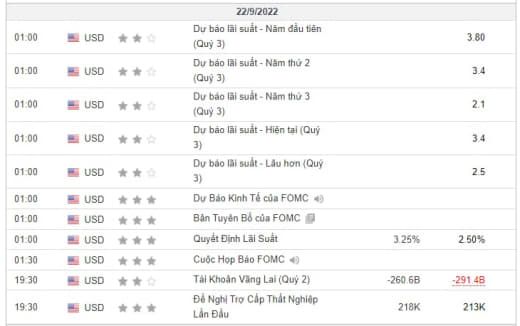 22/9/2022
01:00 USD Dự báo lãi suất - Năm đầu tiên 3.80
(Quý 3)
01:00 USD Dự báo lãi suất - Năm thứ 2 3.4
(Quý 3)
01:00 USD Dự báo lãi suất - Năm thứ 3 2.1
(Quý 3)
01:00 USD Dự báo lãi suất - Hiện tại (Quý 3.4
3)
01:00 USD Dự báo lãi suất - Lâu hơn (Quý 2.5
3)
01:00 USD Dự Báo Kinh Tế của FOMC
01:00 USD Bản Tuyên Bố của FOMC
01:00 USD Quyết Định Lãi Suất 3.25% 2.50%
01:30 USD Cuộc Họp Báo FOMC
19:30 USD Tài Khoản Vãng Lai (Quý 2) -260.6B -291.4B
19:30 USD Đề Nghị Trợ Cấp Thất Nghiệp 218K 213K
Lần Đầu